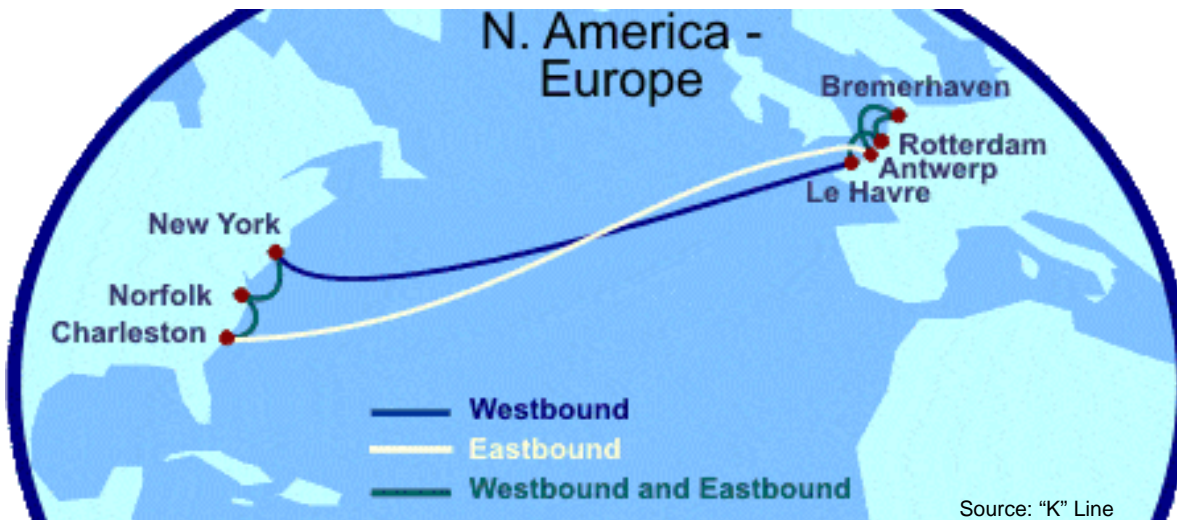 N. America -
Europe
Bremerhaven
Rotterdam
Antwerp
Le Havre
New York
Norfolk
Charleston
Westbound
Eastbound
Westbound and Eastbound
Source: “K” Line